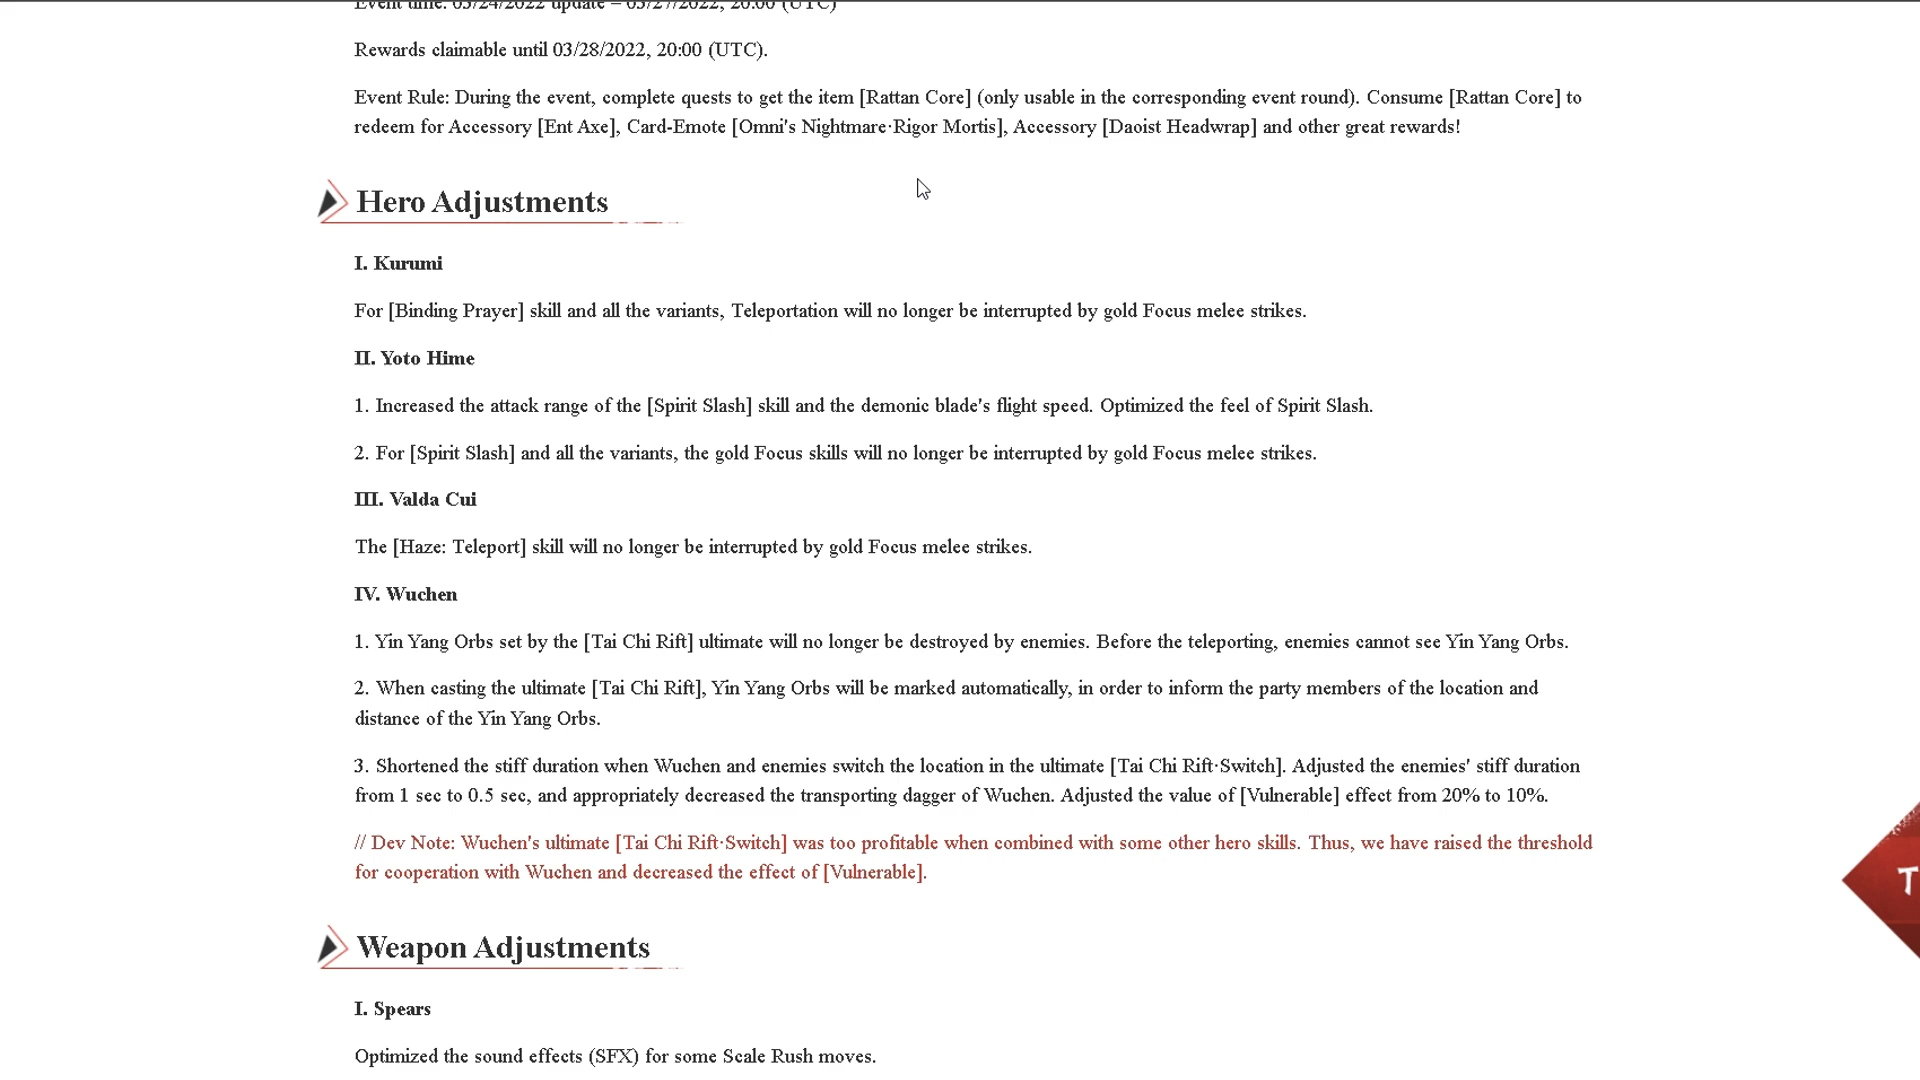 Event time: 03/24/2022 update – 03/27/2022, 20:00 (UTC)
Rewards claimable until 03/28/2022, 20:00 (UTC).
Event Rule: During the event, complete quests to get the item [Rattan Core] (only usable in the corresponding event round). Consume [Rattan Core] to
redeem for Accessory [Ent Axe], Card-Emote [Omni's Nightmare·Rigor Mortis], Accessory [Daoist Headwrap] and other great rewards!
Hero Adjustments
I. Kurumi
For [Binding Prayer] skill and all the variants, Teleportation will no longer be interrupted by gold Focus melee strikes.
II. Yoto Hime
1. Increased the attack range of the [Spirit Slash] skill and the demonic blade's flight speed. Optimized the feel of Spirit Slash.
2. For [Spirit Slash] and all the variants, the gold Focus skills will no longer be interrupted by gold Focus melee strikes.
III. Valda Cui
The [Haze: Teleport] skill will no longer be interrupted by gold Focus melee strikes.
IV. Wuchen
1. Yin Yang Orbs set by the [Tai Chi Rift] ultimate will no longer be destroyed by enemies. Before the teleporting, enemies cannot see Yin Yang Orbs.
2. When casting the ultimate [Tai Chi Rift], Yin Yang Orbs will be marked automatically, in order to inform the party members of the location and
distance of the Yin Yang Orbs.
3. Shortened the stiff duration when Wuchen and enemies switch the location in the ultimate [Tai Chi Rift·Switch]. Adjusted the enemies' stiff duration
from 1 sec to 0.5 sec, and appropriately decreased the transporting dagger of Wuchen. Adjusted the value of [Vulnerable] effect from 20% to 10%.
// Dev Note: Wuchen's ultimate [Tai Chi Rift·Switch] was too profitable when combined with some other hero skills. Thus, we have raised the threshold
for cooperation with Wuchen and decreased the effect of [Vulnerable].
T
Weapon Adjustments
I. Spears
Optimized the sound effects (SFX) for some Scale Rush moves.